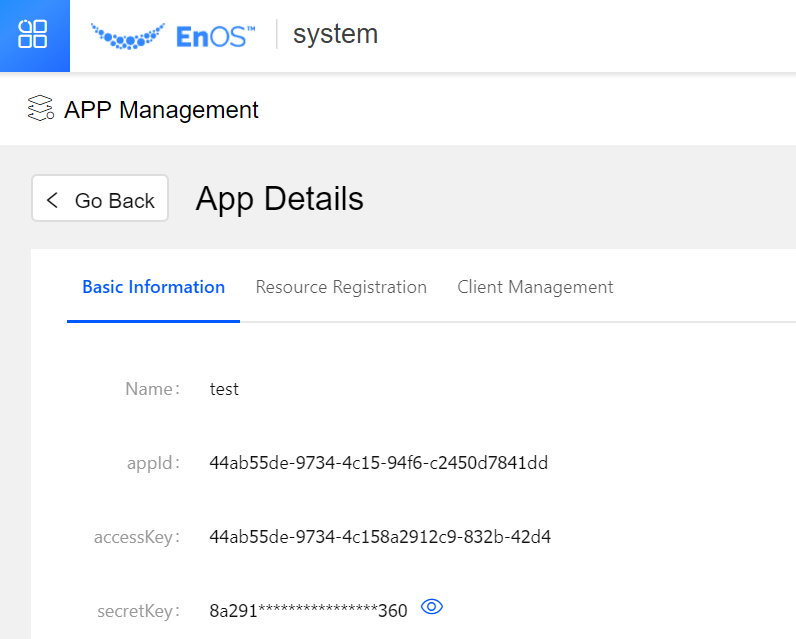 EnOS™ system
APP Management
Go Back App Details
Basic Information Resource Registration Client Management
Name: test
appId: 44ab55de-9734-4c15-94f6-c2450d7841dd
accessKey: 44ab55de-9734-4c158a2912c9-832b-42d4
secretKey: 8a291****************360